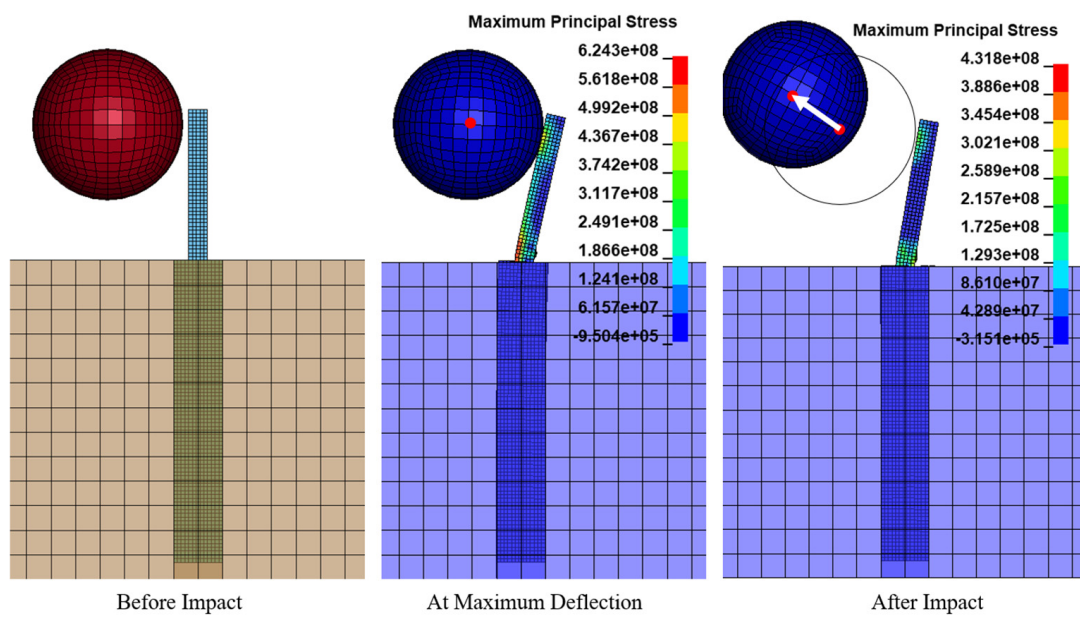 Maximum Principal Stress
6.243e+08
5.618e+08
4.992e+08
4.367e+08
3.742e+08
3.117e+08
2.491e+08
1.866e+08
1.241e+08
6.157e+07
-9.504e+05
Maximum Principal Stress
4.318e+08
3.886e+08
3.454e+08
3.021e+08
2.589e+08
2.157e+08
1.725e+08
1.293e+08
8.610e+07
4.289e+07
-3.151e+05
Before Impact
At Maximum Deflection
After Impact